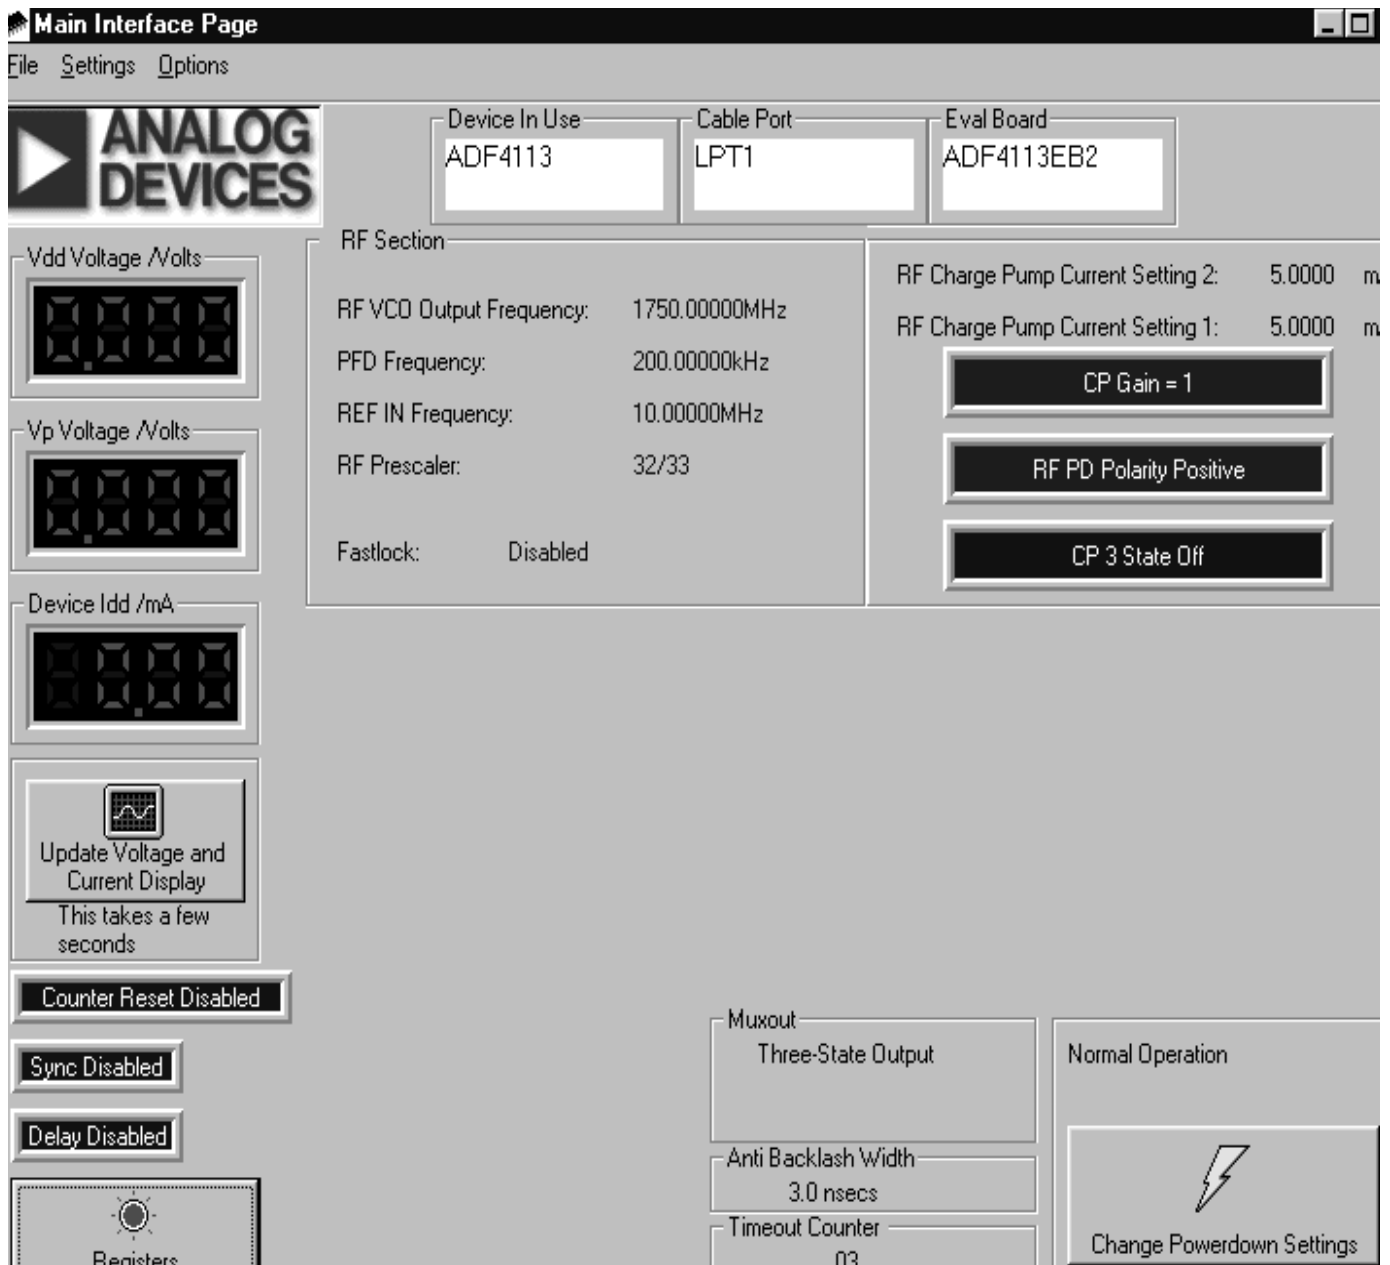 Main Interface Page
File Settings Options
ANALOG
DEVICES
Device In Use
ADF4113
Cable Port
LPT1
Eval Board
ADF4113EB2
Vdd Voltage /Volts
Vp Voltage /Volts
Device Idd /mA
Update Voltage and
Current Display
This takes a few
seconds
Counter Reset Disabled
Sync Disabled
Delay Disabled
Registers
RF Section
RF VCO Output Frequency: 1750.00000MHz
PFD Frequency: 200.00000kHz
REF IN Frequency: 10.00000MHz
RF Prescaler: 32/33
Fastlock: Disabled
RF Charge Pump Current Setting 2: 5.0000
RF Charge Pump Current Setting 1: 5.0000
CP Gain = 1
RF PD Polarity Positive
CP 3 State Off
Muxout
Three-State Output
Anti Backlash Width
3.0 nsecs
Timeout Counter
03
Normal Operation
Change Powerdown Settings